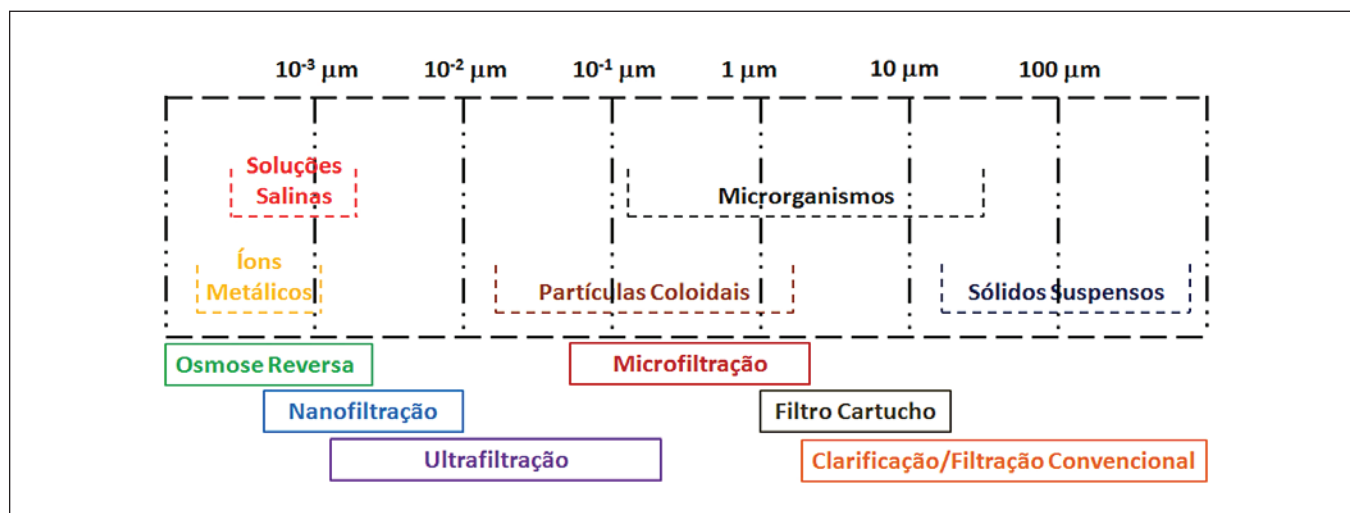 10⁻³ µm 10⁻² µm 10⁻¹ µm 1 µm 10 µm 100 µm
Soluções
Salinas
Microrganismos
Íons
Metálicos
Partículas Coloidais
Sólidos Suspensos
Osmose Reversa
Microfiltração
Nanofiltração
Filtro Cartucho
Ultrafiltração
Clarificação/Filtração Convencional